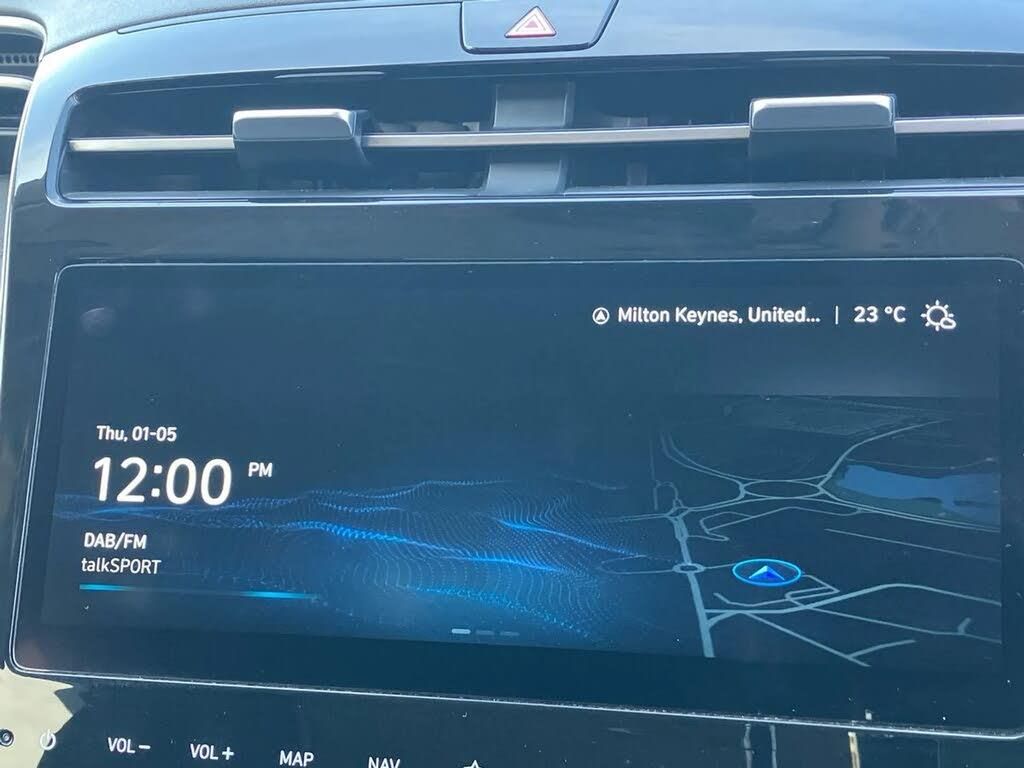 Milton Keynes, United... | 23 °C
Thu, 01-05
12:00 PM
DAB/FM
talkSPORT
VOL− VOL+ MAP NAV